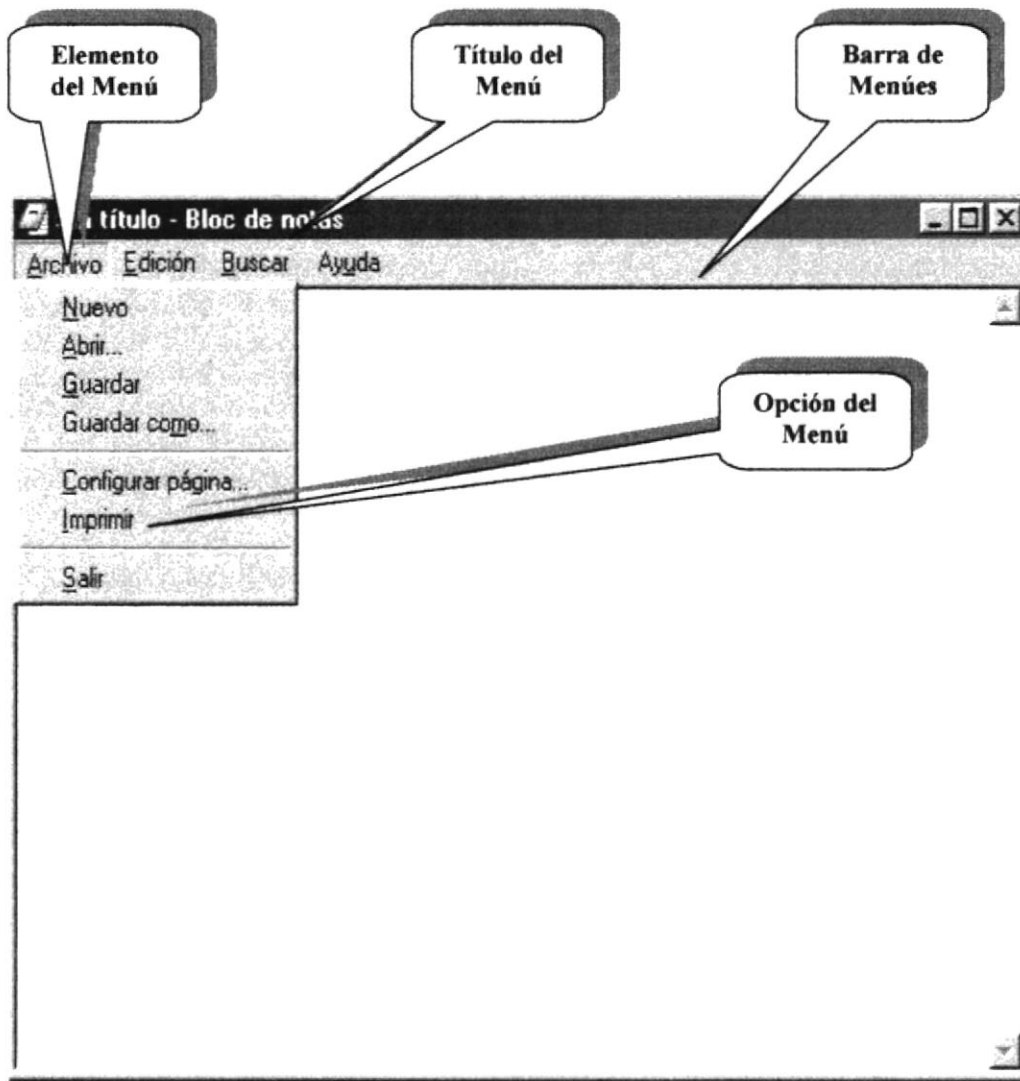 Elemento
del Menú
Título del
Menú
Barra de
Menúes
título - Bloc de notas
Archivo Edición Buscar Ayuda
Nuevo
Abrir...
Guardar
Guardar como...
Opción del
Menú
Configurar página...
Imprimir
Salir